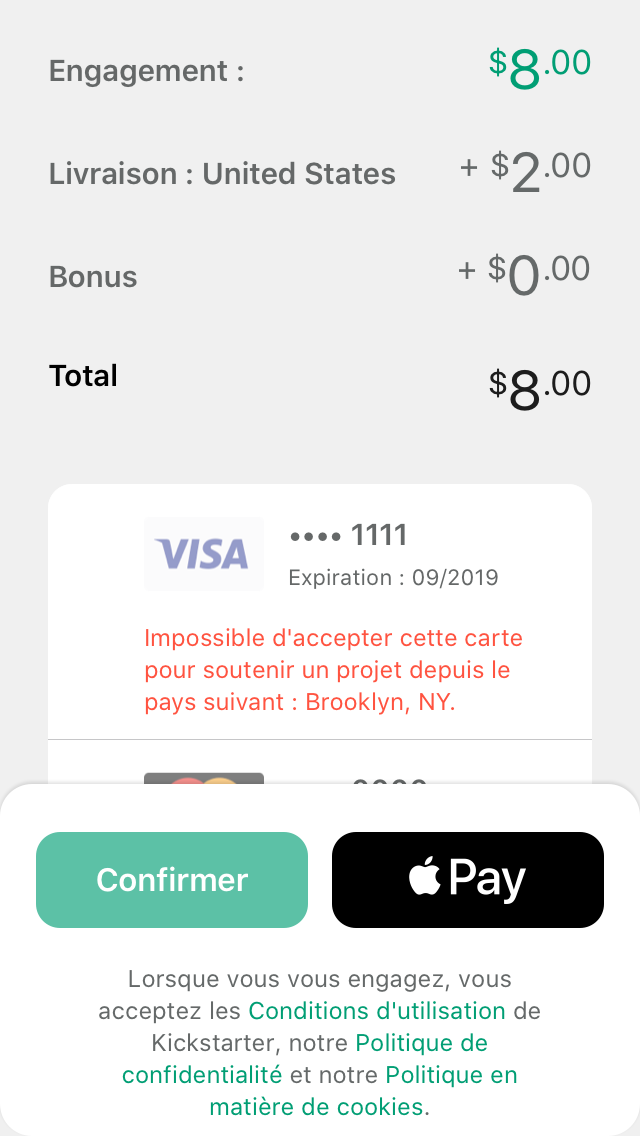 Engagement : $8.00
Livraison : United States + $2.00
Bonus + $0.00
Total $8.00
VISA •••• 1111
Expiration : 09/2019
Impossible d'accepter cette carte
pour soutenir un projet depuis le
pays suivant : Brooklyn, NY.
Confirmer Pay
Lorsque vous vous engagez, vous
acceptez les Conditions d'utilisation de
Kickstarter, notre Politique de
confidentialité et notre Politique en
matière de cookies.